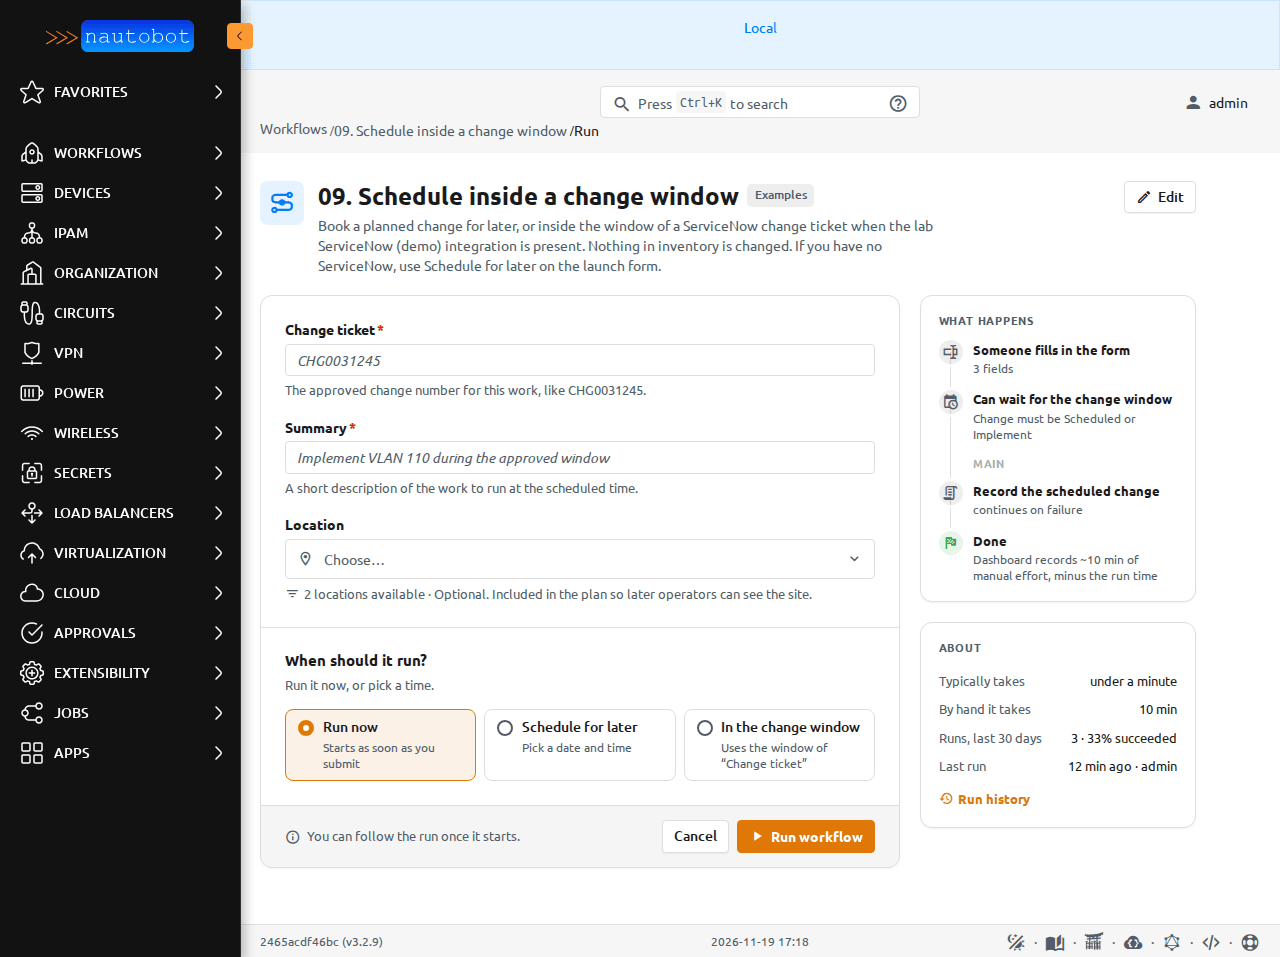 >>> nautobot
Local
FAVORITES
Press Ctrl+K to search
admin
Workflows /09. Schedule inside a change window /Run
WORKFLOWS
DEVICES
IPAM
ORGANIZATION
CIRCUITS
VPN
POWER
WIRELESS
SECRETS
LOAD BALANCERS
VIRTUALIZATION
CLOUD
APPROVALS
EXTENSIBILITY
JOBS
APPS
09. Schedule inside a change window Examples
Edit
Book a planned change for later, or inside the window of a ServiceNow change ticket when the lab
ServiceNow (demo) integration is present. Nothing in inventory is changed. If you have no
ServiceNow, use Schedule for later on the launch form.
Change ticket *
CHG0031245
The approved change number for this work, like CHG0031245.
Summary *
Implement VLAN 110 during the approved window
A short description of the work to run at the scheduled time.
Location
Choose...
2 locations available · Optional. Included in the plan so later operators can see the site.
When should it run?
Run it now, or pick a time.
Run now
Starts as soon as you
submit
Schedule for later
Pick a date and time
In the change window
Uses the window of
“Change ticket”
You can follow the run once it starts.
Cancel
Run workflow
WHAT HAPPENS
Someone fills in the form
3 fields
Can wait for the change window
Change must be Scheduled or
Implement
MAIN
Record the scheduled change
continues on failure
Done
Dashboard records ~10 min of
manual effort, minus the run time
ABOUT
Typically takes under a minute
By hand it takes 10 min
Runs, last 30 days 3 · 33% succeeded
Last run 12 min ago · admin
Run history
2465acdf46bc (v3.2.9)
2026-11-19 17:18